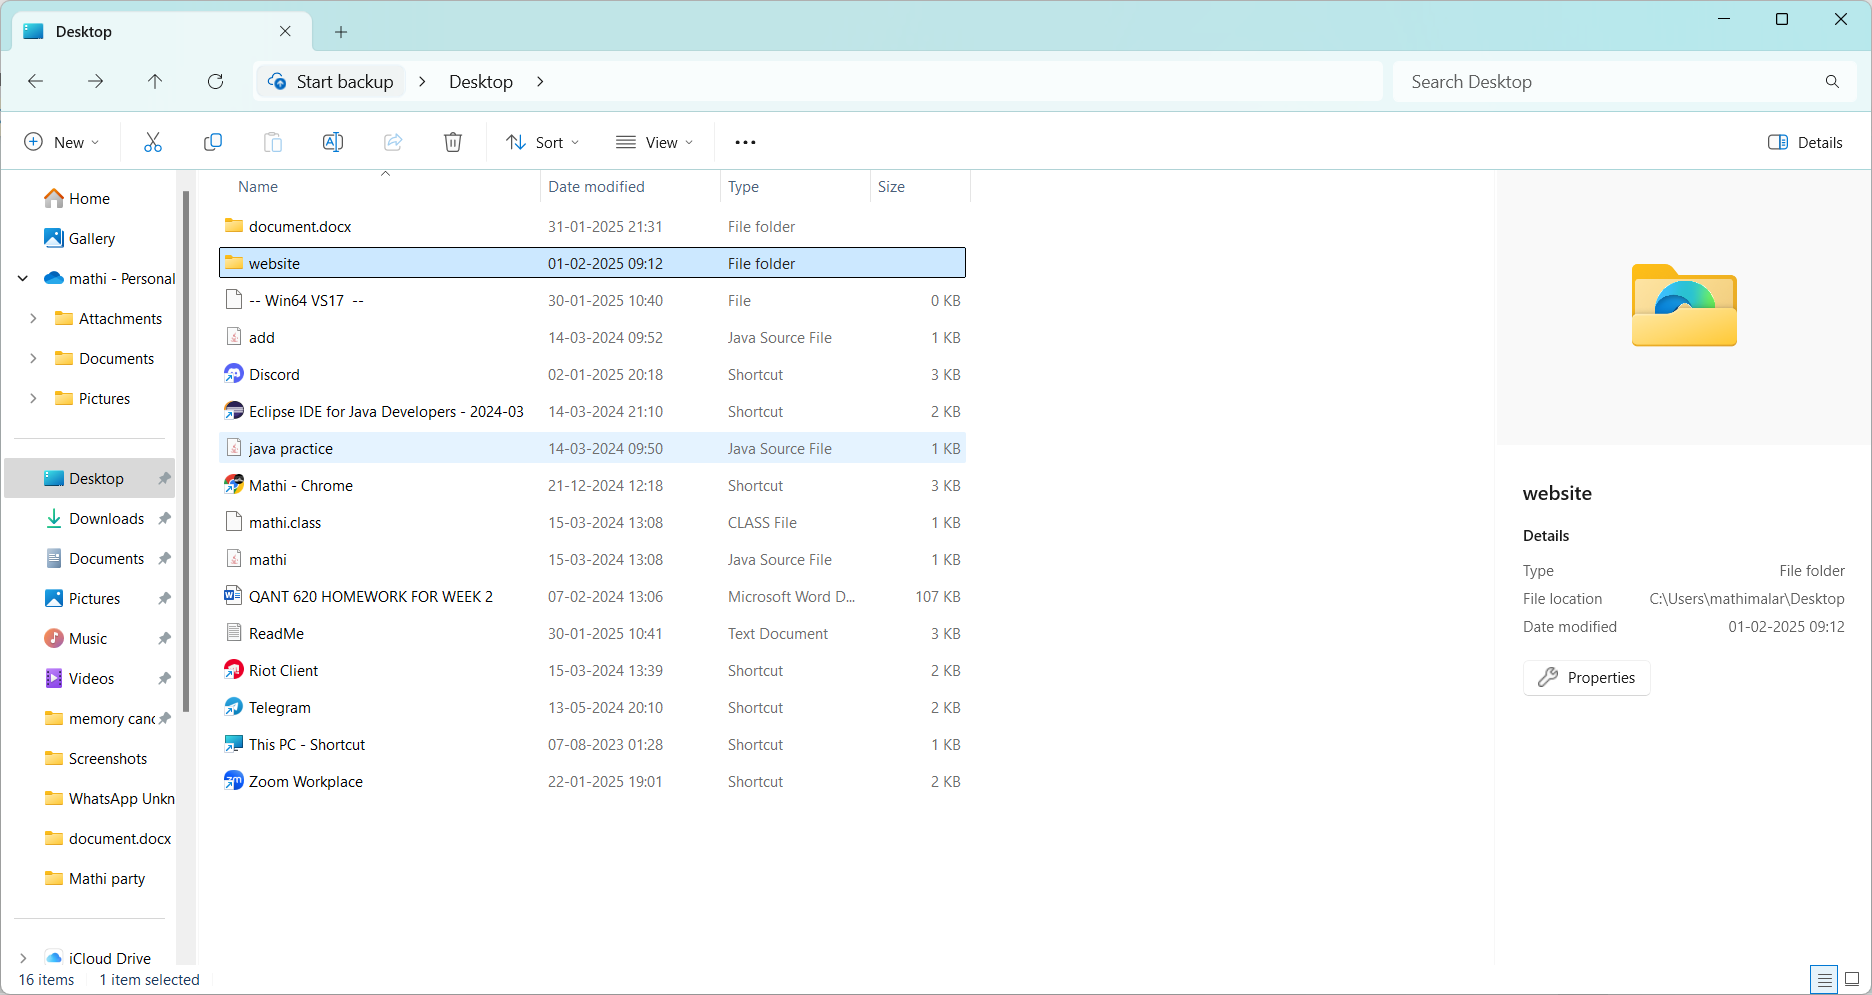 Desktop
Start backup > Desktop >
Search Desktop
New
Sort
View
Details
Home
Gallery
mathi - Personal
Attachments
Documents
Pictures
Desktop
Downloads
Documents
Pictures
Music
Videos
memory canc
Screenshots
WhatsApp Unkn
document.docx
Mathi party
iCloud Drive
Name Date modified Type Size
document.docx 31-01-2025 21:31 File folder
website 01-02-2025 09:12 File folder
-- Win64 VS17 -- 30-01-2025 10:40 File 0 KB
add 14-03-2024 09:52 Java Source File 1 KB
Discord 02-01-2025 20:18 Shortcut 3 KB
Eclipse IDE for Java Developers - 2024-03 14-03-2024 21:10 Shortcut 2 KB
java practice 14-03-2024 09:50 Java Source File 1 KB
Mathi - Chrome 21-12-2024 12:18 Shortcut 3 KB
mathi.class 15-03-2024 13:08 CLASS File 1 KB
mathi 15-03-2024 13:08 Java Source File 1 KB
QANT 620 HOMEWORK FOR WEEK 2 07-02-2024 13:06 Microsoft Word D... 107 KB
ReadMe 30-01-2025 10:41 Text Document 3 KB
Riot Client 15-03-2024 13:39 Shortcut 2 KB
Telegram 13-05-2024 20:10 Shortcut 2 KB
This PC - Shortcut 07-08-2023 01:28 Shortcut 1 KB
Zoom Workplace 22-01-2025 19:01 Shortcut 2 KB
website
Details
Type File folder
File location C:\Users\mathimalar\Desktop
Date modified 01-02-2025 09:12
Properties
16 items 1 item selected